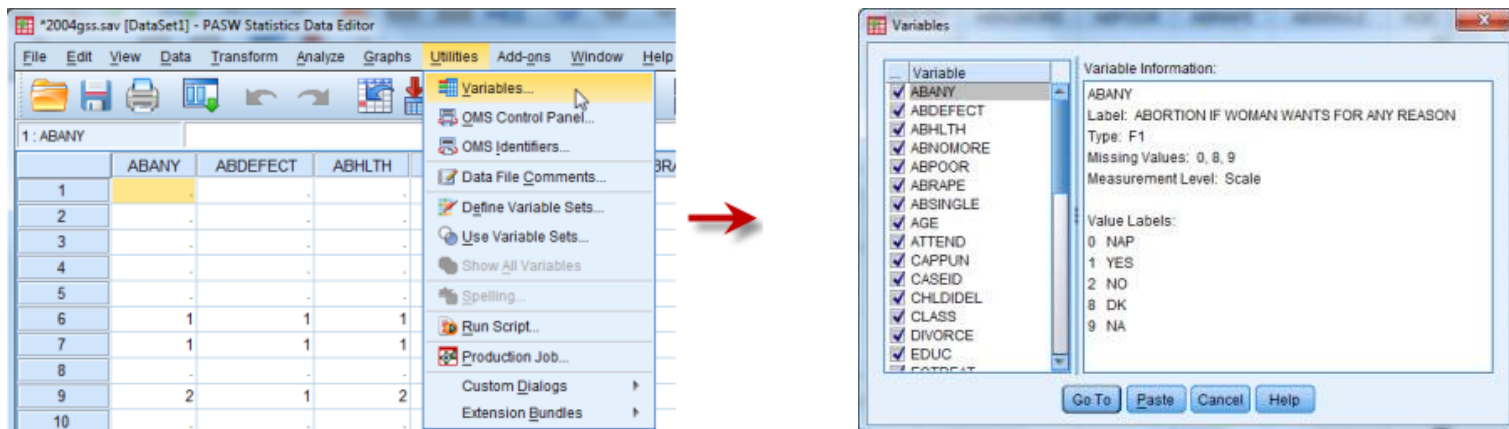 *2004gss.sav [DataSet1] - PASW Statistics Data Editor
File Edit View Data Transform Analyze Graphs Utilities Add-ons Window Help
1 : ABANY
ABANY ABDEFECT ABHLTH
1 . . .
2 . . .
3 . . .
4 . . .
5 . . .
6 1 1 1
7 1 1 1
8 . . .
9 2 1 2
10
Variables...
OMS Control Panel...
OMS Identifiers...
Data File Comments...
Define Variable Sets...
Use Variable Sets...
Show All Variables
Spelling...
Run Script...
Production Job...
Custom Dialogs
Extension Bundles
Variables
... Variable
ABANY
ABDEFECT
ABHLTH
ABNOMORE
ABPOOR
ABRAPE
ABSINGLE
AGE
ATTEND
CAPPUN
CASEID
CHLDIDEL
CLASS
DIVORCE
EDUC
Variable Information:
ABANY
Label: ABORTION IF WOMAN WANTS FOR ANY REASON
Type: F1
Missing Values: 0, 8, 9
Measurement Level: Scale
Value Labels:
0 NAP
1 YES
2 NO
8 DK
9 NA
Go To Paste Cancel Help